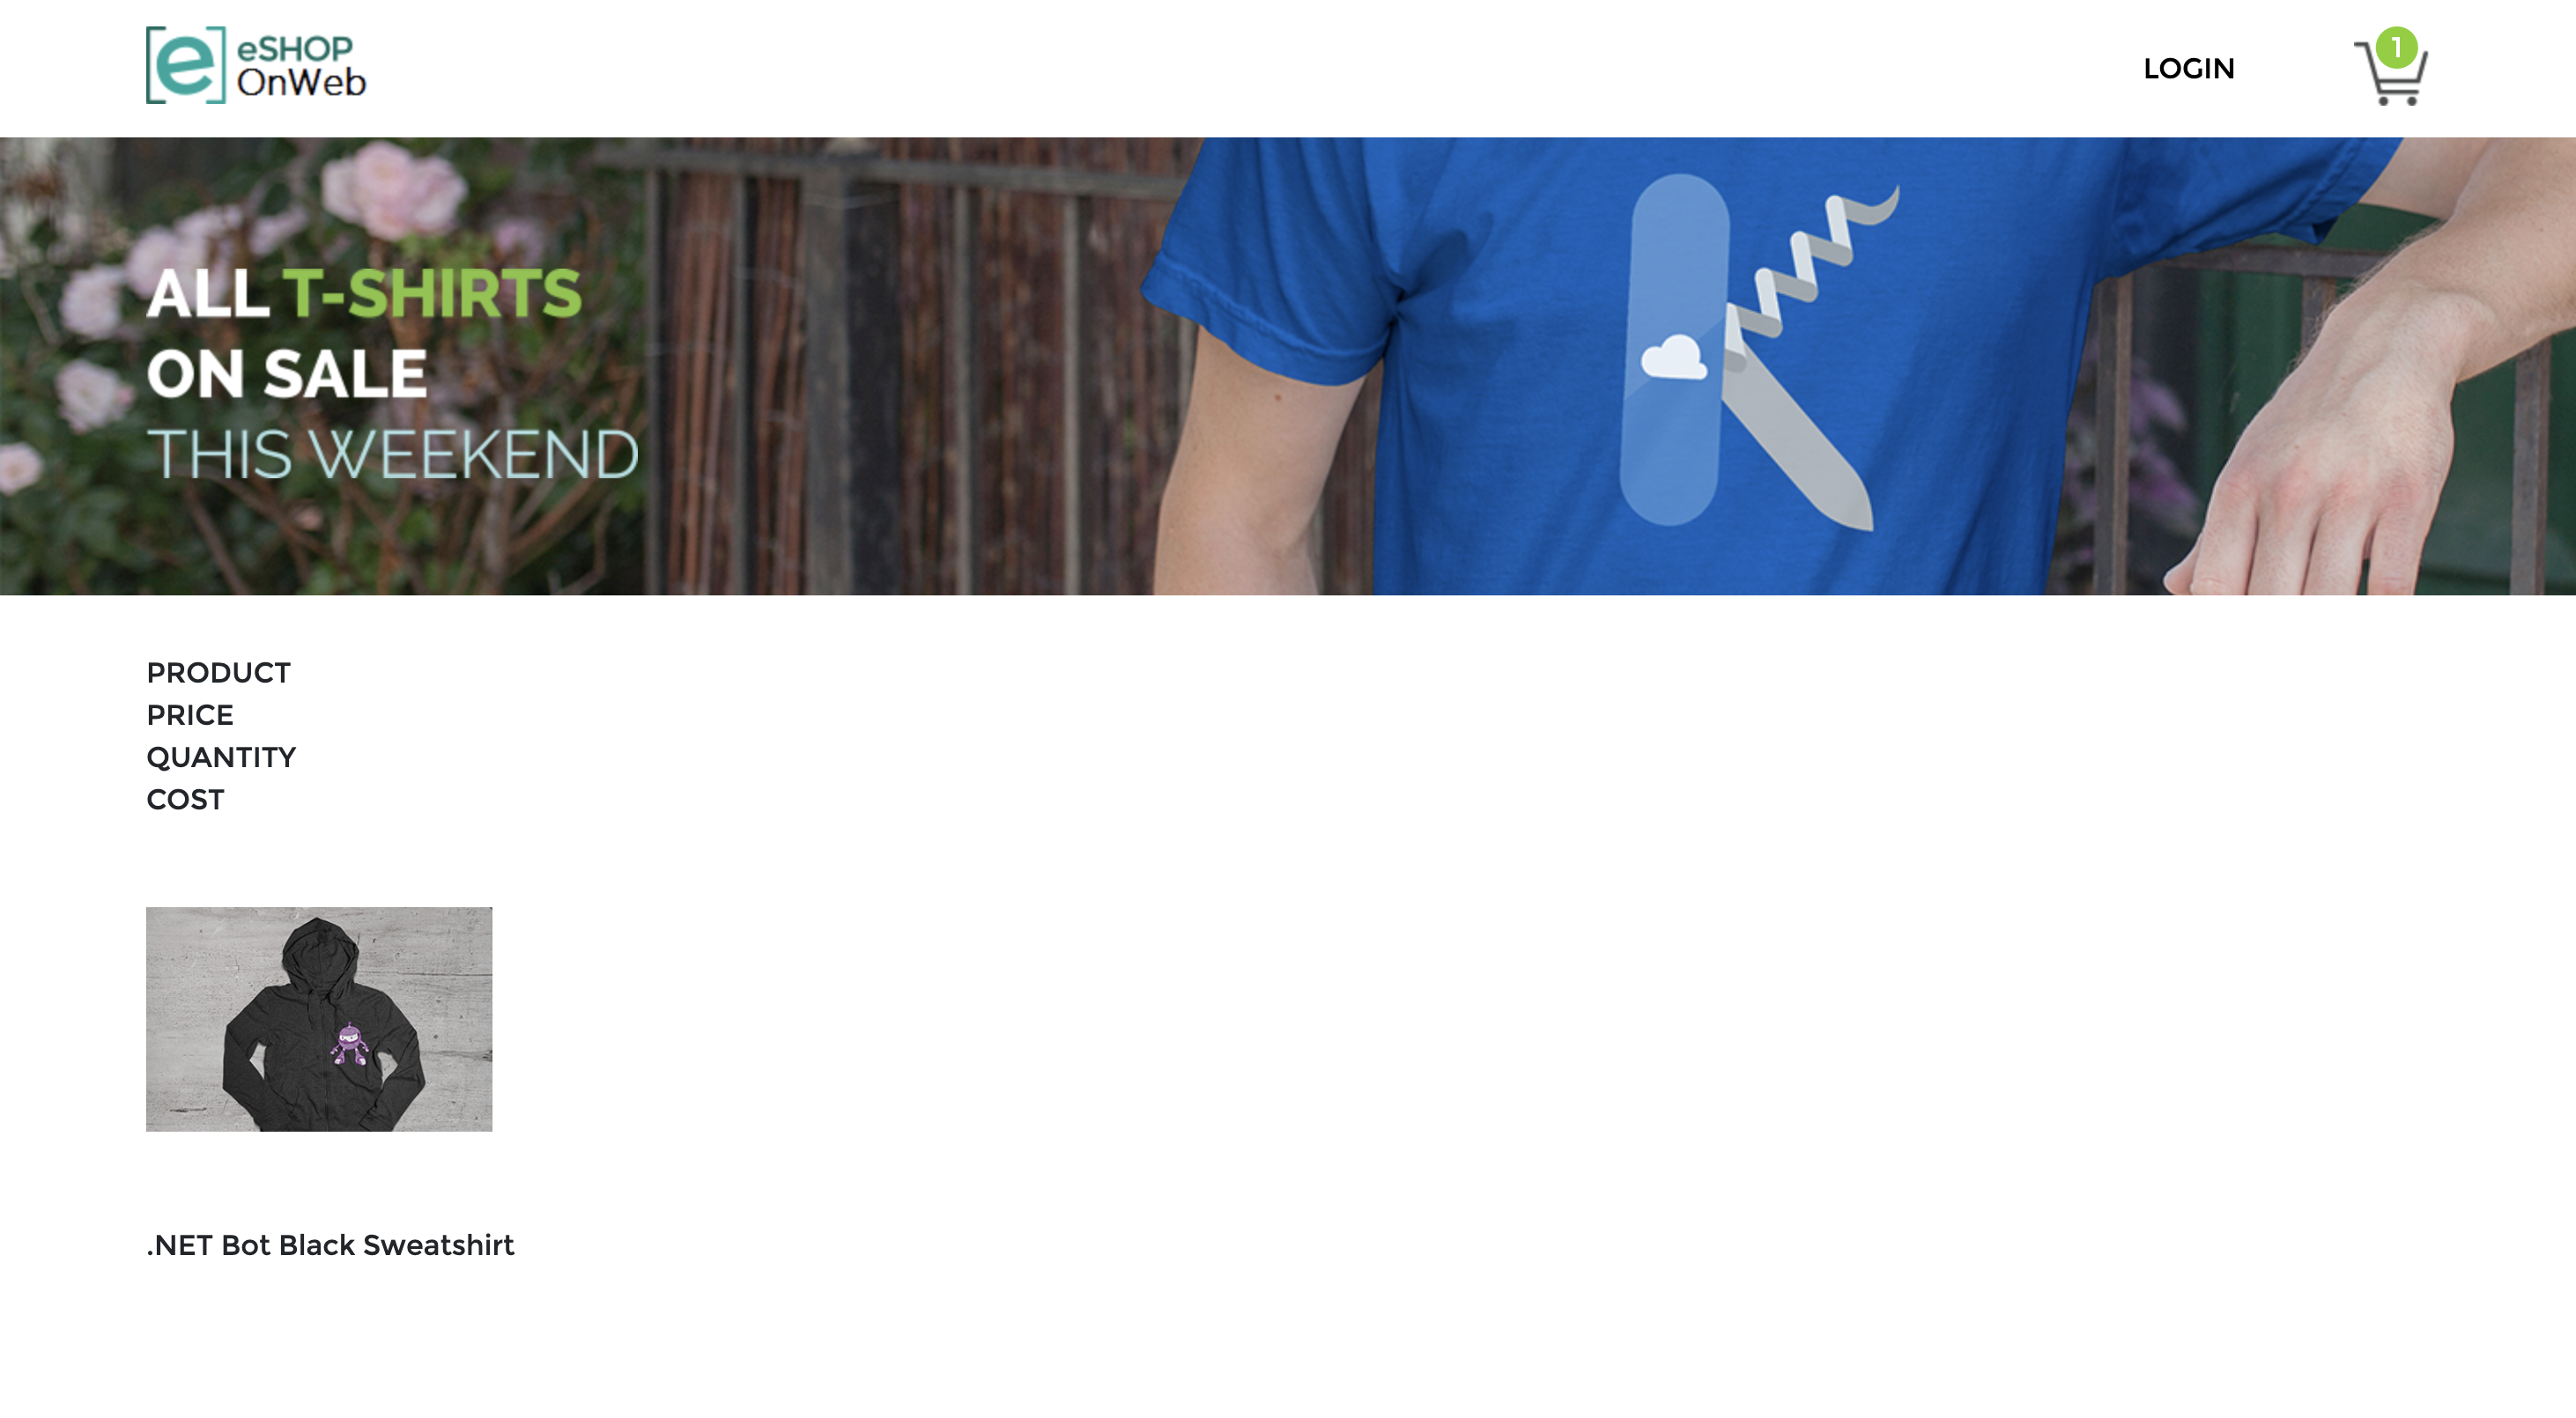 [e] eSHOP
OnWeb
LOGIN
1
ALL T-SHIRTS
ON SALE
THIS WEEKEND
PRODUCT
PRICE
QUANTITY
COST
.NET Bot Black Sweatshirt